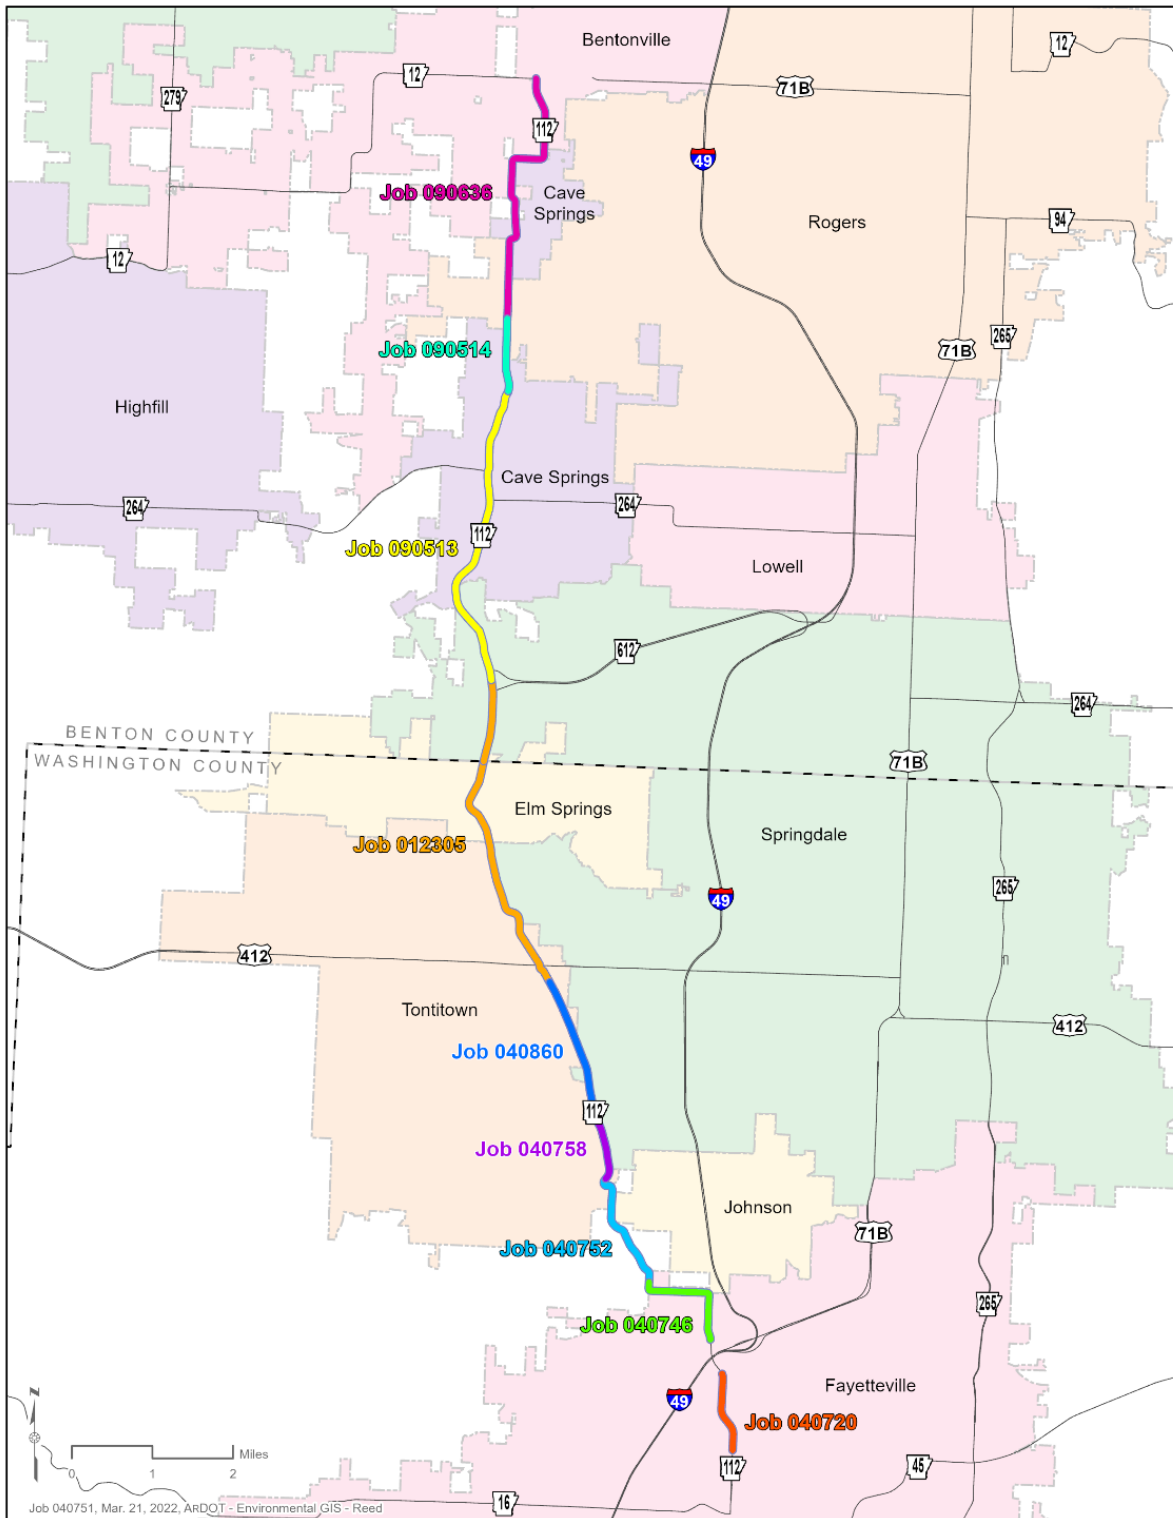 Bentonville
12
12
71B
279
112
49
Job 090636
Cave
Springs
Rogers
94
12
265
Job 090514
71B
Highfill
Cave Springs
264
264
112
Job 090513
Lowell
612
264
BENTON COUNTY
WASHINGTON COUNTY
71B
Elm Springs
Springdale
Job 012305
265
49
412
Tontitown
412
Job 040860
112
Job 040758
Johnson
71B
Job 040752
265
Job 040746
Fayetteville
49
Job 040720
N
Miles
0 1 2
112
45
16
Job 040751, Mar. 21, 2022, ARDOT - Environmental GIS - Reed